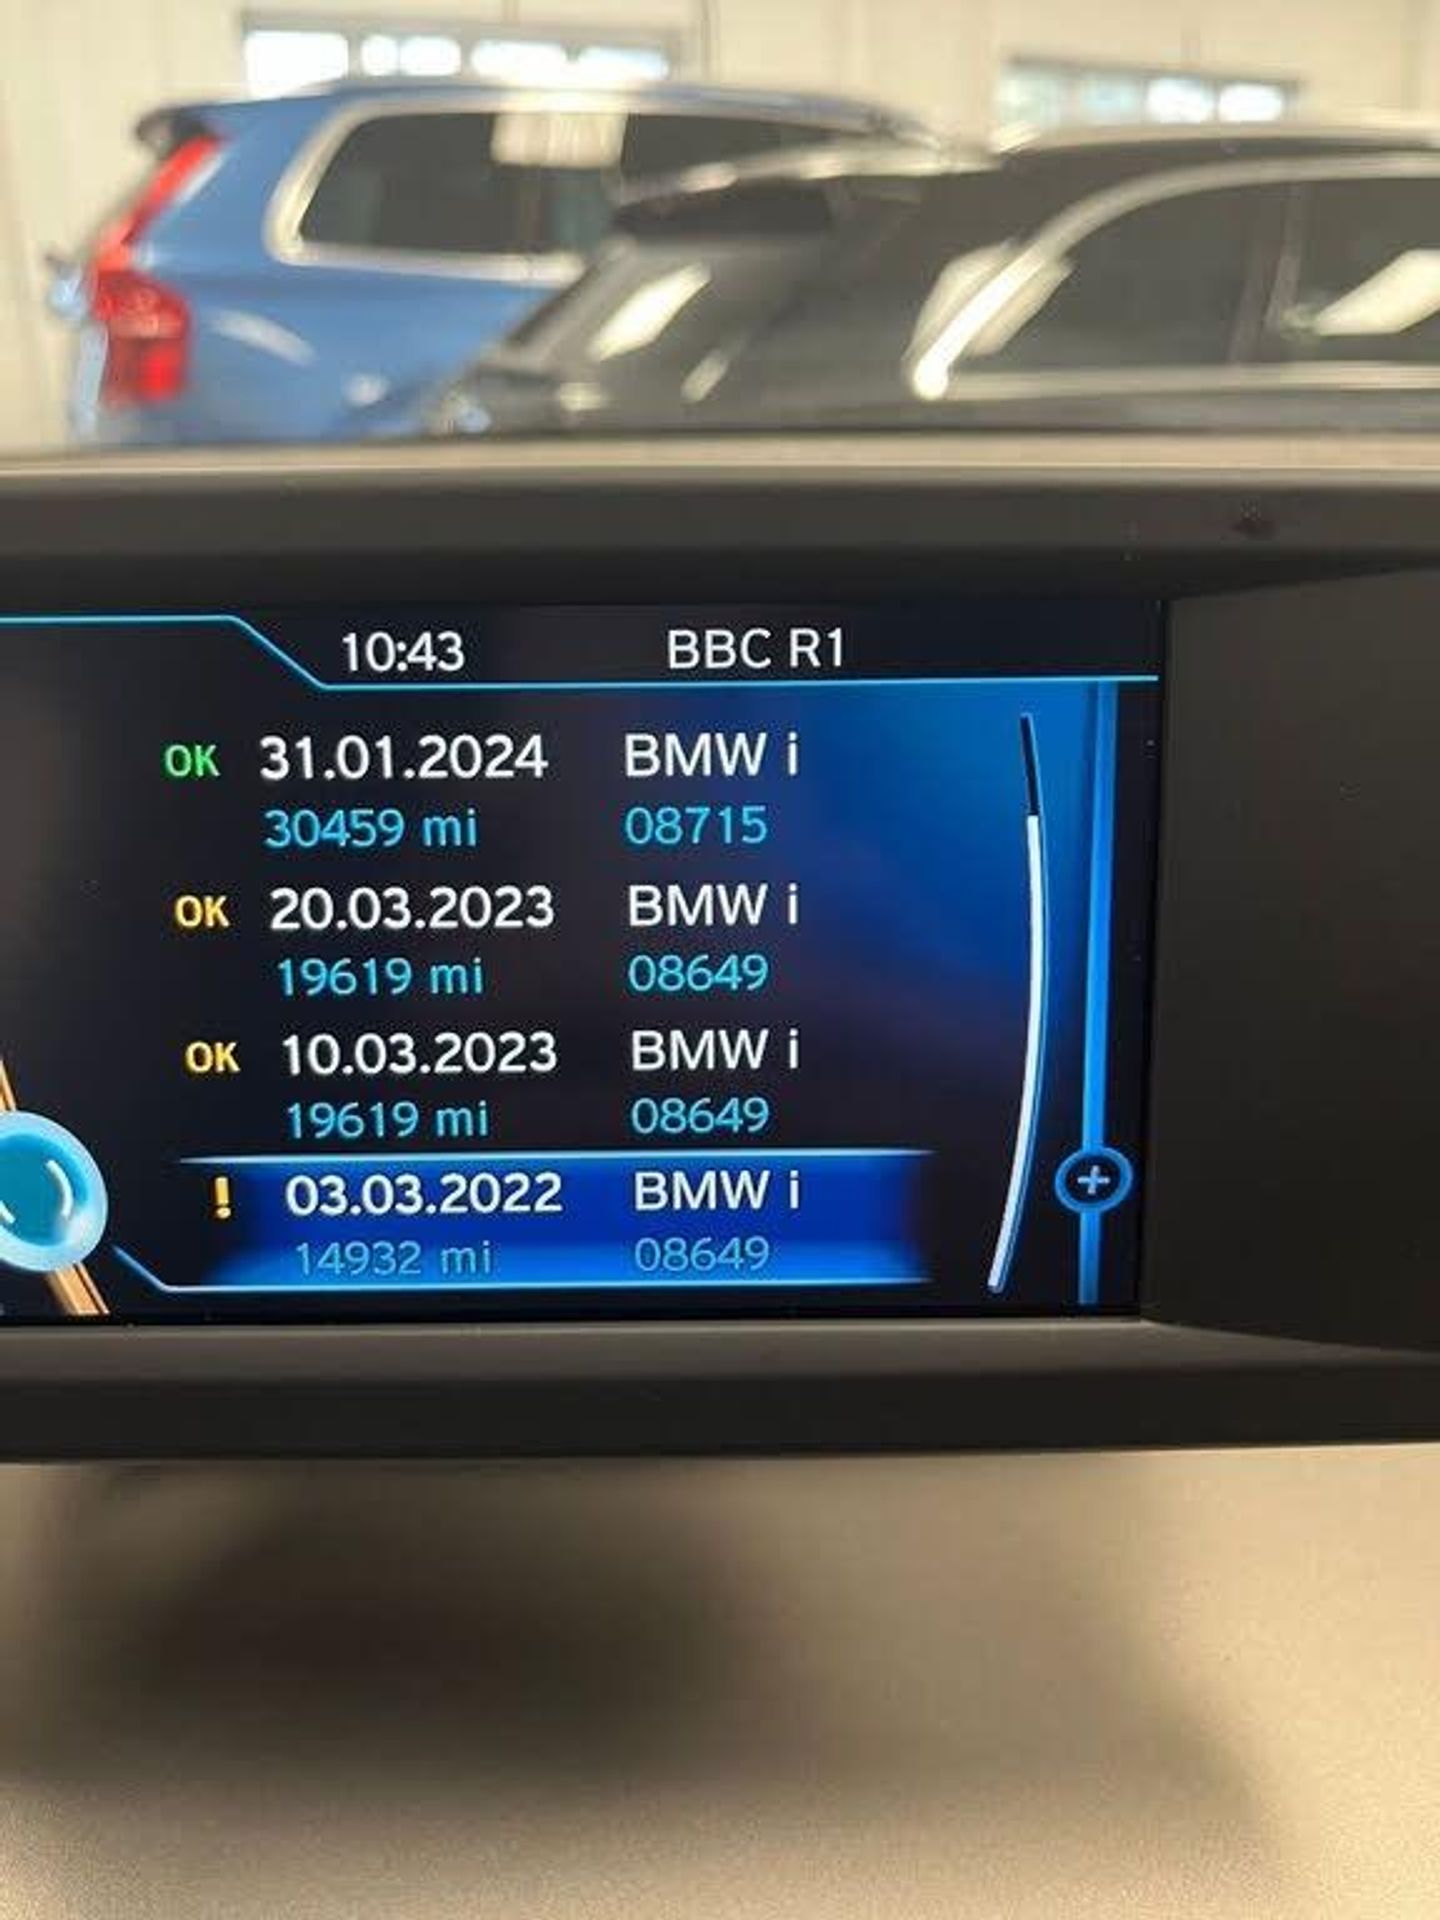 10:43 BBC R1
OK 31.01.2024 BMW i
30459 mi 08715
OK 20.03.2023 BMW i
19619 mi 08649
OK 10.03.2023 BMW i
19619 mi 08649
! 03.03.2022 BMW i
14932 mi 08649